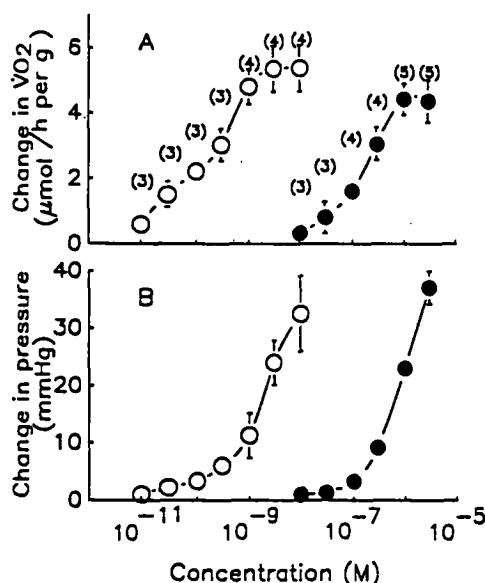 A
Change in V̇O2
(μmol /h per g)
6
4
2
0
(3)
(3)
(3)
(3)
(4)
(4)
(4)
(3)
(3)
(4)
(4)
(5)
(5)
B
Change in pressure
(mmHg)
40
30
20
10
0
10⁻¹¹ 10⁻⁹ 10⁻⁷ 10⁻⁵
Concentration (M)